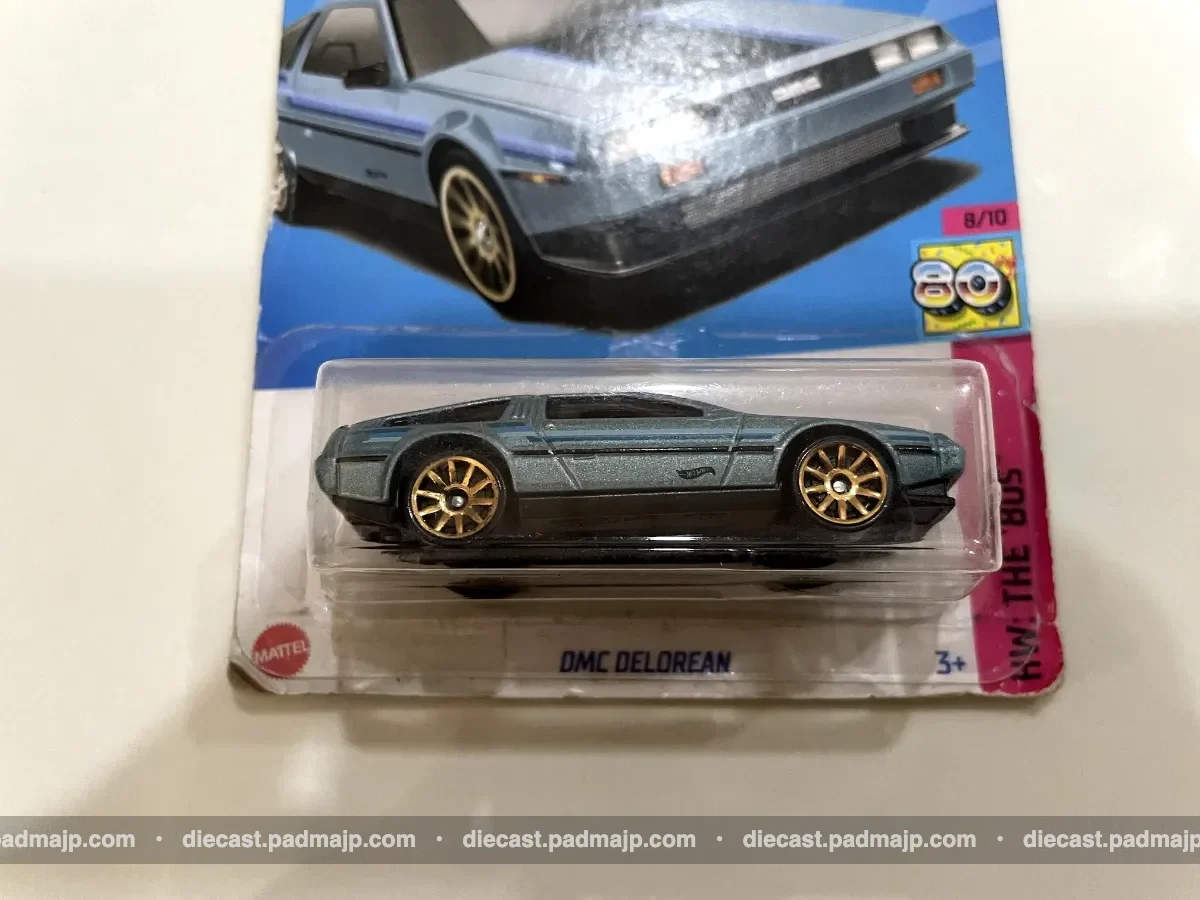 8/10
80
HW: THE 80S
MATTEL
DMC DELOREAN
3+
admajp.com • diecast.padmajp.com • diecast.padmajp.com • diecast.padmajp.com • diecast.padmajp